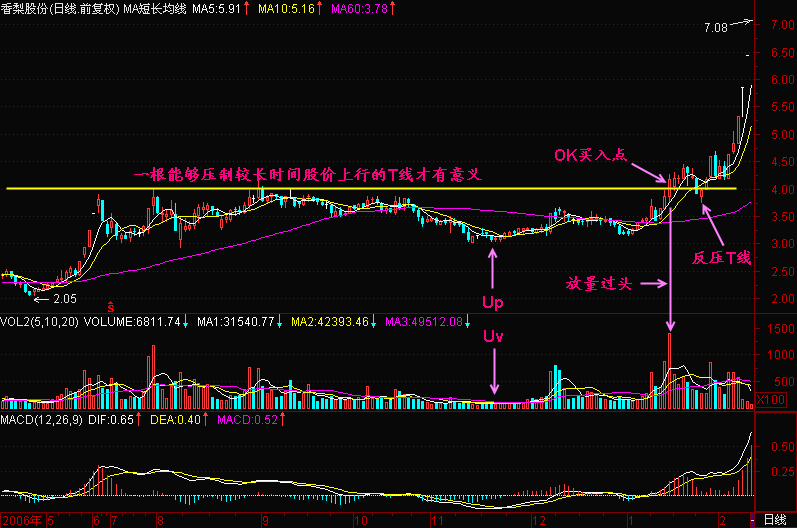 香梨股份(日线.前复权) MA短长均线 MA5:5.91↑ MA10:5.16↑ MA60:3.78↑
7.08
7.00
6.50
6.00
5.50
5.00
OK买入点
4.50
一根能够压制较长时间股价上行的T线才有意义
4.00
3.50
3.00
反压T线
2.50
放量过头
2.05
Up
2.00
ŝ
VOL2(5,10,20) VOLUME:6811.74↓ MA1:31540.77↓ MA2:42393.46↓ MA3:49512.08↓
Uv
1500
1000
500
X100
MACD(12,26,9) DIF:0.65↑ DEA:0.40↑ MACD:0.52↑
0.50
0.25
2006年 5 6 7 8 9 10 11 12 1 2 日线